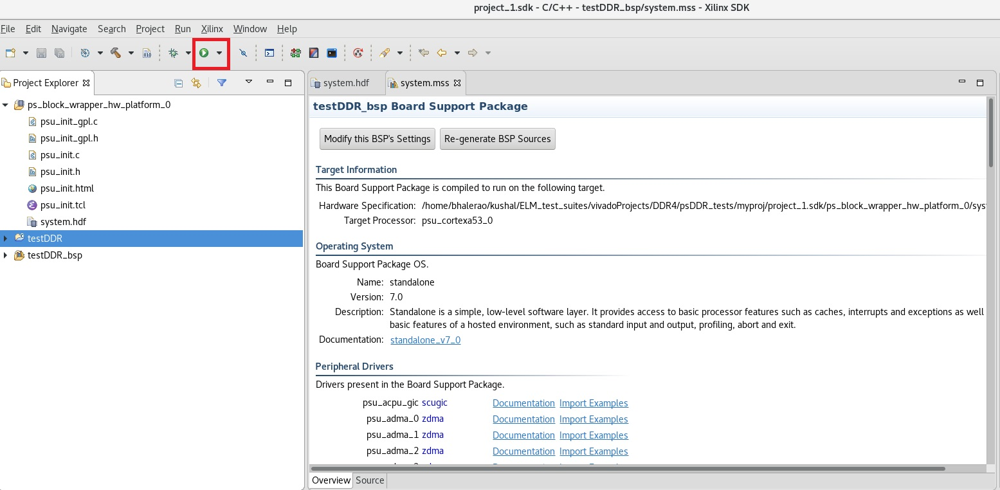 project_1.sdk - C/C++ - testDDR_bsp/system.mss - Xilinx SDK
File Edit Navigate Search Project Run Xilinx Window Help
010
Project Explorer
ps_block_wrapper_hw_platform_0
psu_init_gpl.c
psu_init_gpl.h
psu_init.c
psu_init.h
psu_init.html
psu_init.tcl
system.hdf
testDDR
testDDR_bsp
system.hdf system.mss
testDDR_bsp Board Support Package
Modify this BSP's Settings Re-generate BSP Sources
Target Information
This Board Support Package is compiled to run on the following target.
Hardware Specification: /home/bhalerao/kushal/ELM_test_suites/vivadoProjects/DDR4/psDDR_tests/myproj/project_1.sdk/ps_block_wrapper_hw_platform_0/sys
Target Processor: psu_cortexa53_0
Operating System
Board Support Package OS.
Name: standalone
Version: 7.0
Description: Standalone is a simple, low-level software layer. It provides access to basic processor features such as caches, interrupts and exceptions as well
basic features of a hosted environment, such as standard input and output, profiling, abort and exit.
Documentation: standalone_v7_0
Peripheral Drivers
Drivers present in the Board Support Package.
psu_acpu_gic scugic Documentation Import Examples
psu_adma_0 zdma Documentation Import Examples
psu_adma_1 zdma Documentation Import Examples
psu_adma_2 zdma Documentation Import Examples
Overview Source